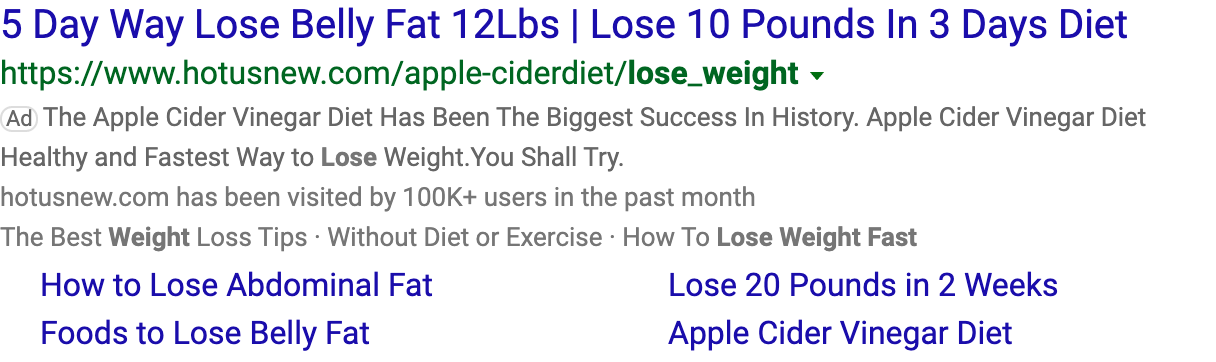 5 Day Way Lose Belly Fat 12Lbs | Lose 10 Pounds In 3 Days Diet
https://www.hotusnew.com/apple-ciderdiet/lose_weight
Ad The Apple Cider Vinegar Diet Has Been The Biggest Success In History. Apple Cider Vinegar Diet
Healthy and Fastest Way to Lose Weight.You Shall Try.
hotusnew.com has been visited by 100K+ users in the past month
The Best Weight Loss Tips · Without Diet or Exercise · How To Lose Weight Fast
How to Lose Abdominal Fat Lose 20 Pounds in 2 Weeks
Foods to Lose Belly Fat Apple Cider Vinegar Diet